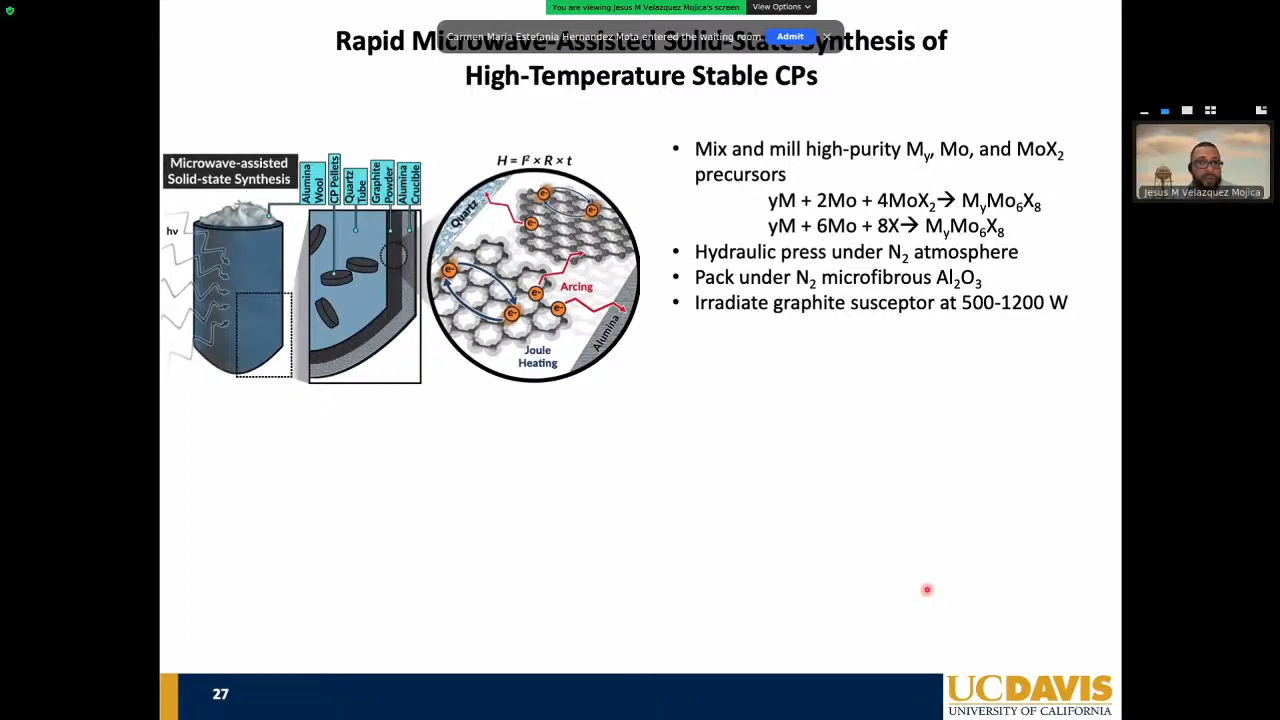 You are viewing Jesus M Velazquez Mojica's screen
View Options
Carmen Maria Estefania Hernandez Mota entered the waiting room.
Admit
Rapid Microwave-Assisted Solid-State Synthesis of
High-Temperature Stable CPs
Microwave-assisted
Solid-state Synthesis
Alumina
Wool
CP Pellets
Quartz
Tube
Graphite
Powder
Alumina
Crucible
hν
H = I² × R × t
Quartz
e-
e-
e-
e-
e-
e-
e-
Arcing
Joule
Heating
Alumina
• Mix and mill high-purity Mᵧ, Mo, and MoX₂
precursors
yM + 2Mo + 4MoX₂→ MᵧMo₆X₈
yM + 6Mo + 8X→ MᵧMo₆X₈
• Hydraulic press under N₂ atmosphere
• Pack under N₂ microfibrous Al₂O₃
• Irradiate graphite susceptor at 500-1200 W
Jesus M Velazquez Mojica
27
UCDAVIS
UNIVERSITY OF CALIFORNIA